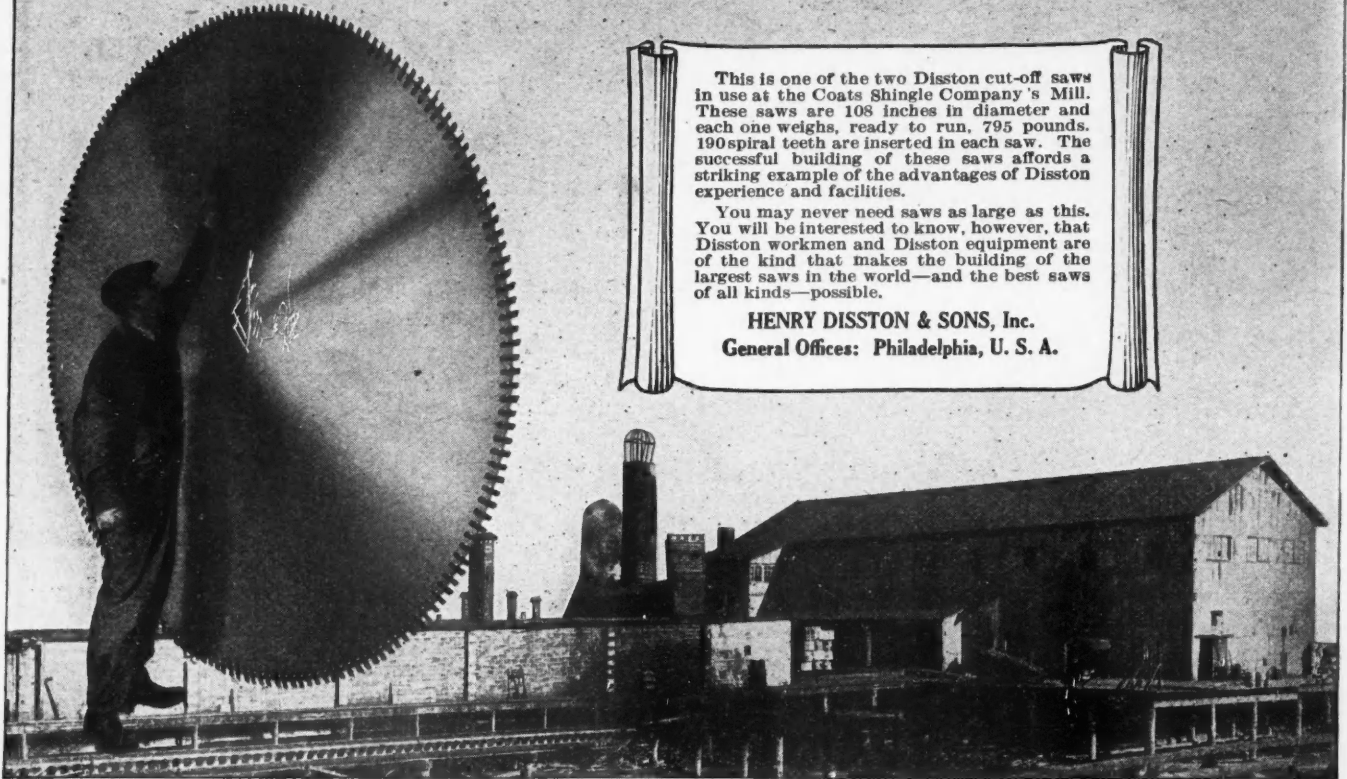 This is one of the two Disston cut-off saws
in use at the Coats Shingle Company's Mill.
These saws are 108 inches in diameter and
each one weighs, ready to run, 795 pounds.
190 spiral teeth are inserted in each saw. The
successful building of these saws affords a
striking example of the advantages of Disston
experience and facilities.
You may never need saws as large as this.
You will be interested to know, however, that
Disston workmen and Disston equipment are
of the kind that makes the building of the
largest saws in the world—and the best saws
of all kinds—possible.
HENRY DISSTON & SONS, Inc.
General Offices: Philadelphia, U. S. A.